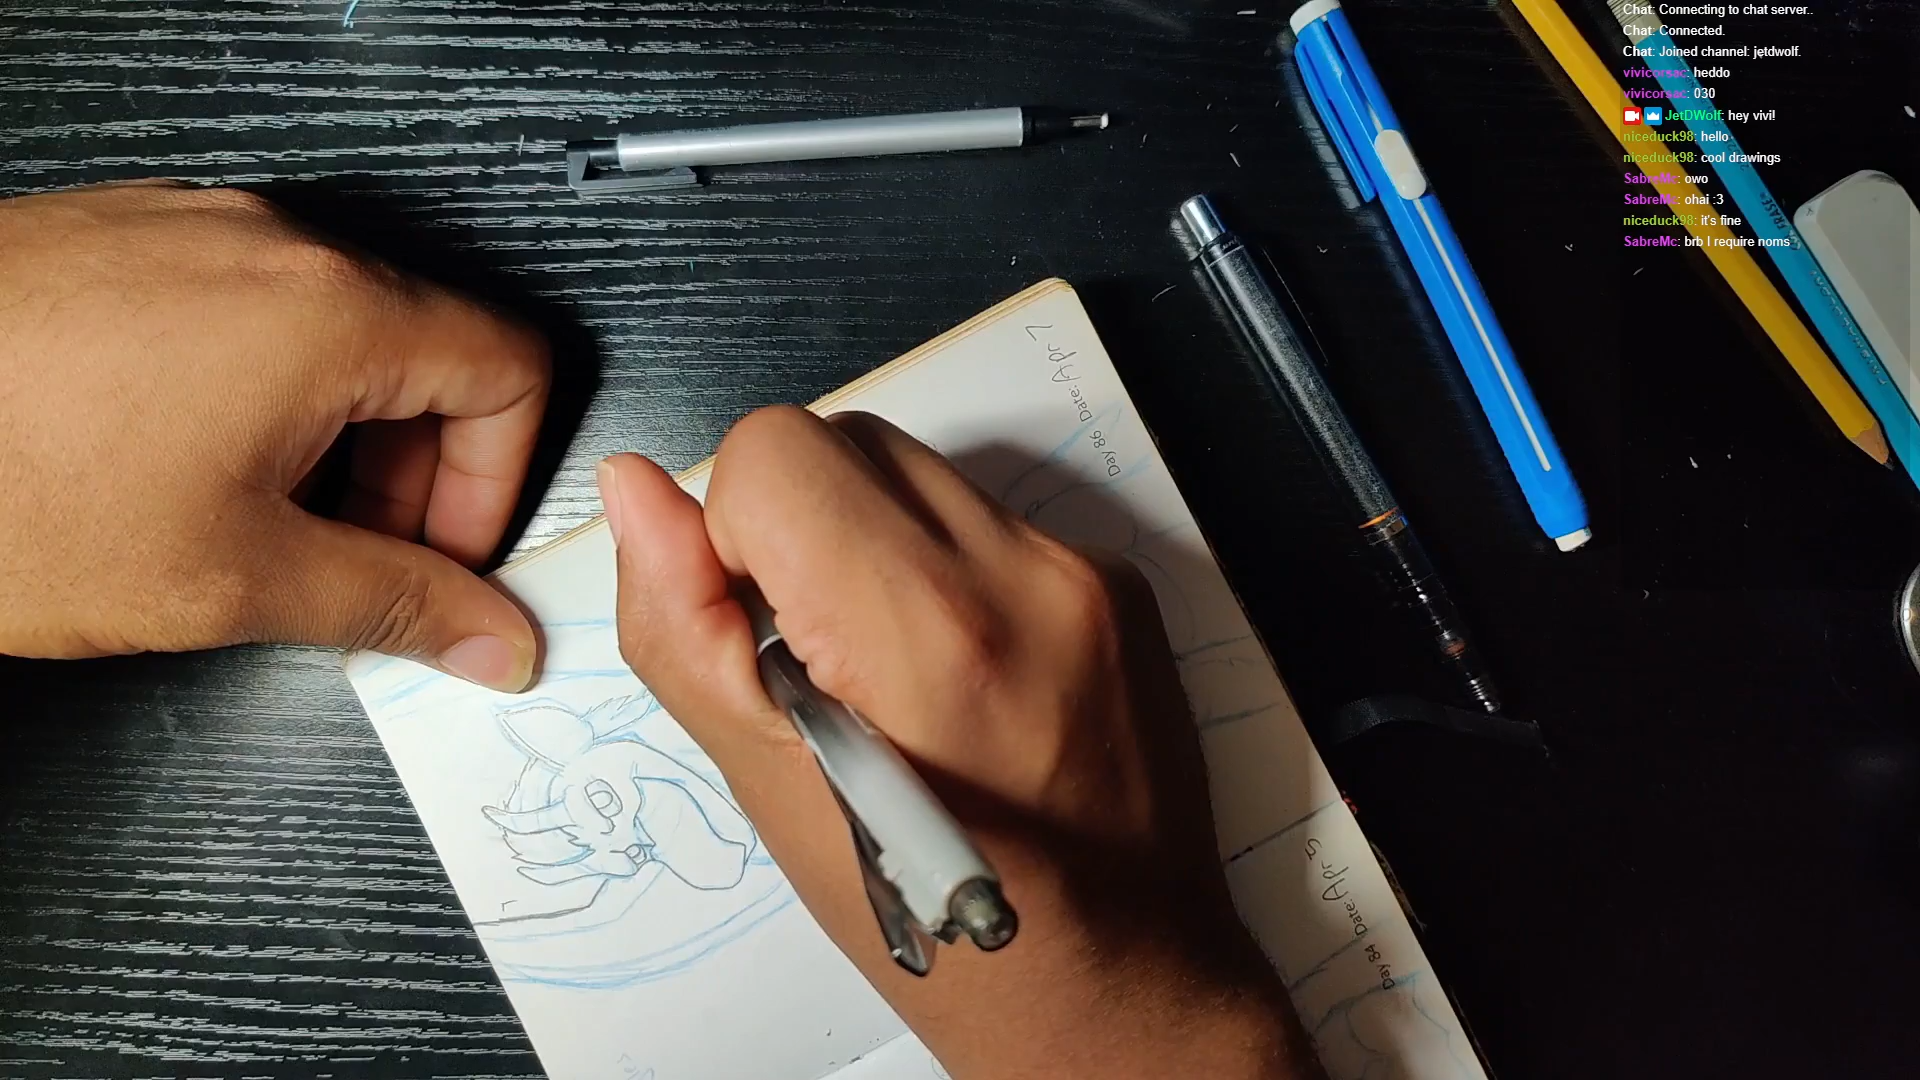 Chat: Connecting to chat server..
Chat: Connected.
Chat: Joined channel: jetdwolf.
vivicorsac: heddo
vivicorsac: 030
JetDWolf: hey vivi!
niceduck98: hello
niceduck98: cool drawings
SabreMc: owo
SabreMc: ohai :3
niceduck98: it's fine
SabreMc: brb I require noms
Day 86 Date: Apr 7
Day 84 Date: Apr 5